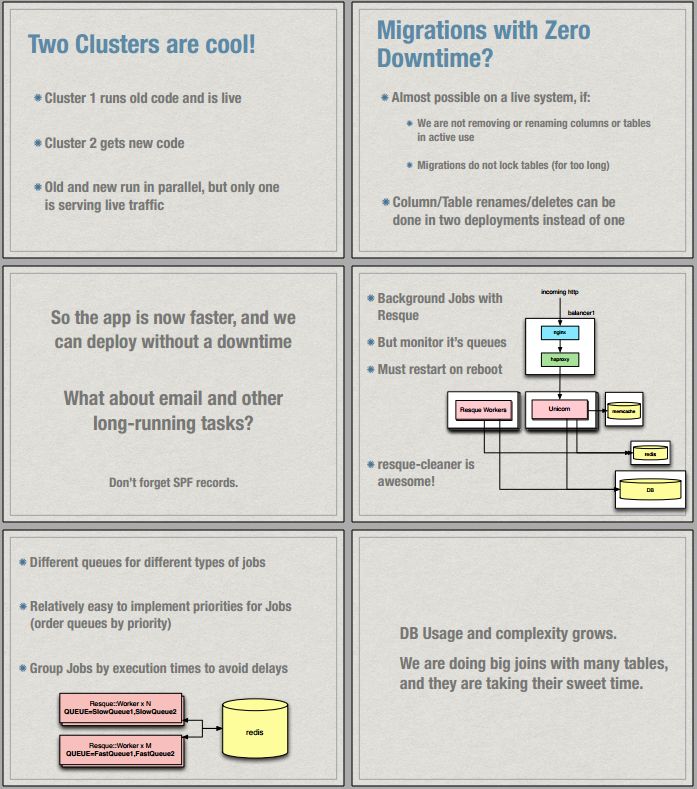 Two Clusters are cool!
Cluster 1 runs old code and is live
Cluster 2 gets new code
Old and new run in parallel, but only one
is serving live traffic
Migrations with Zero
Downtime?
Almost possible on a live system, if:
We are not removing or renaming columns or tables
in active use
Migrations do not lock tables (for too long)
Column/Table renames/deletes can be
done in two deployments instead of one
So the app is now faster, and we
can deploy without a downtime
What about email and other
long-running tasks?
Don't forget SPF records.
Background Jobs with
Resque
But monitor it's queues
Must restart on reboot
resque-cleaner is
awesome!
incoming http
balancer1
nginx
haproxy
Resque Workers
Unicorn
memcache
redis
DB
Different queues for different types of jobs
Relatively easy to implement priorities for Jobs
(order queues by priority)
Group Jobs by execution times to avoid delays
Resque::Worker x N
QUEUE=SlowQueue1,SlowQueue2
Resque::Worker x M
QUEUE=FastQueue1,FastQueue2
redis
DB Usage and complexity grows.
We are doing big joins with many tables,
and they are taking their sweet time.